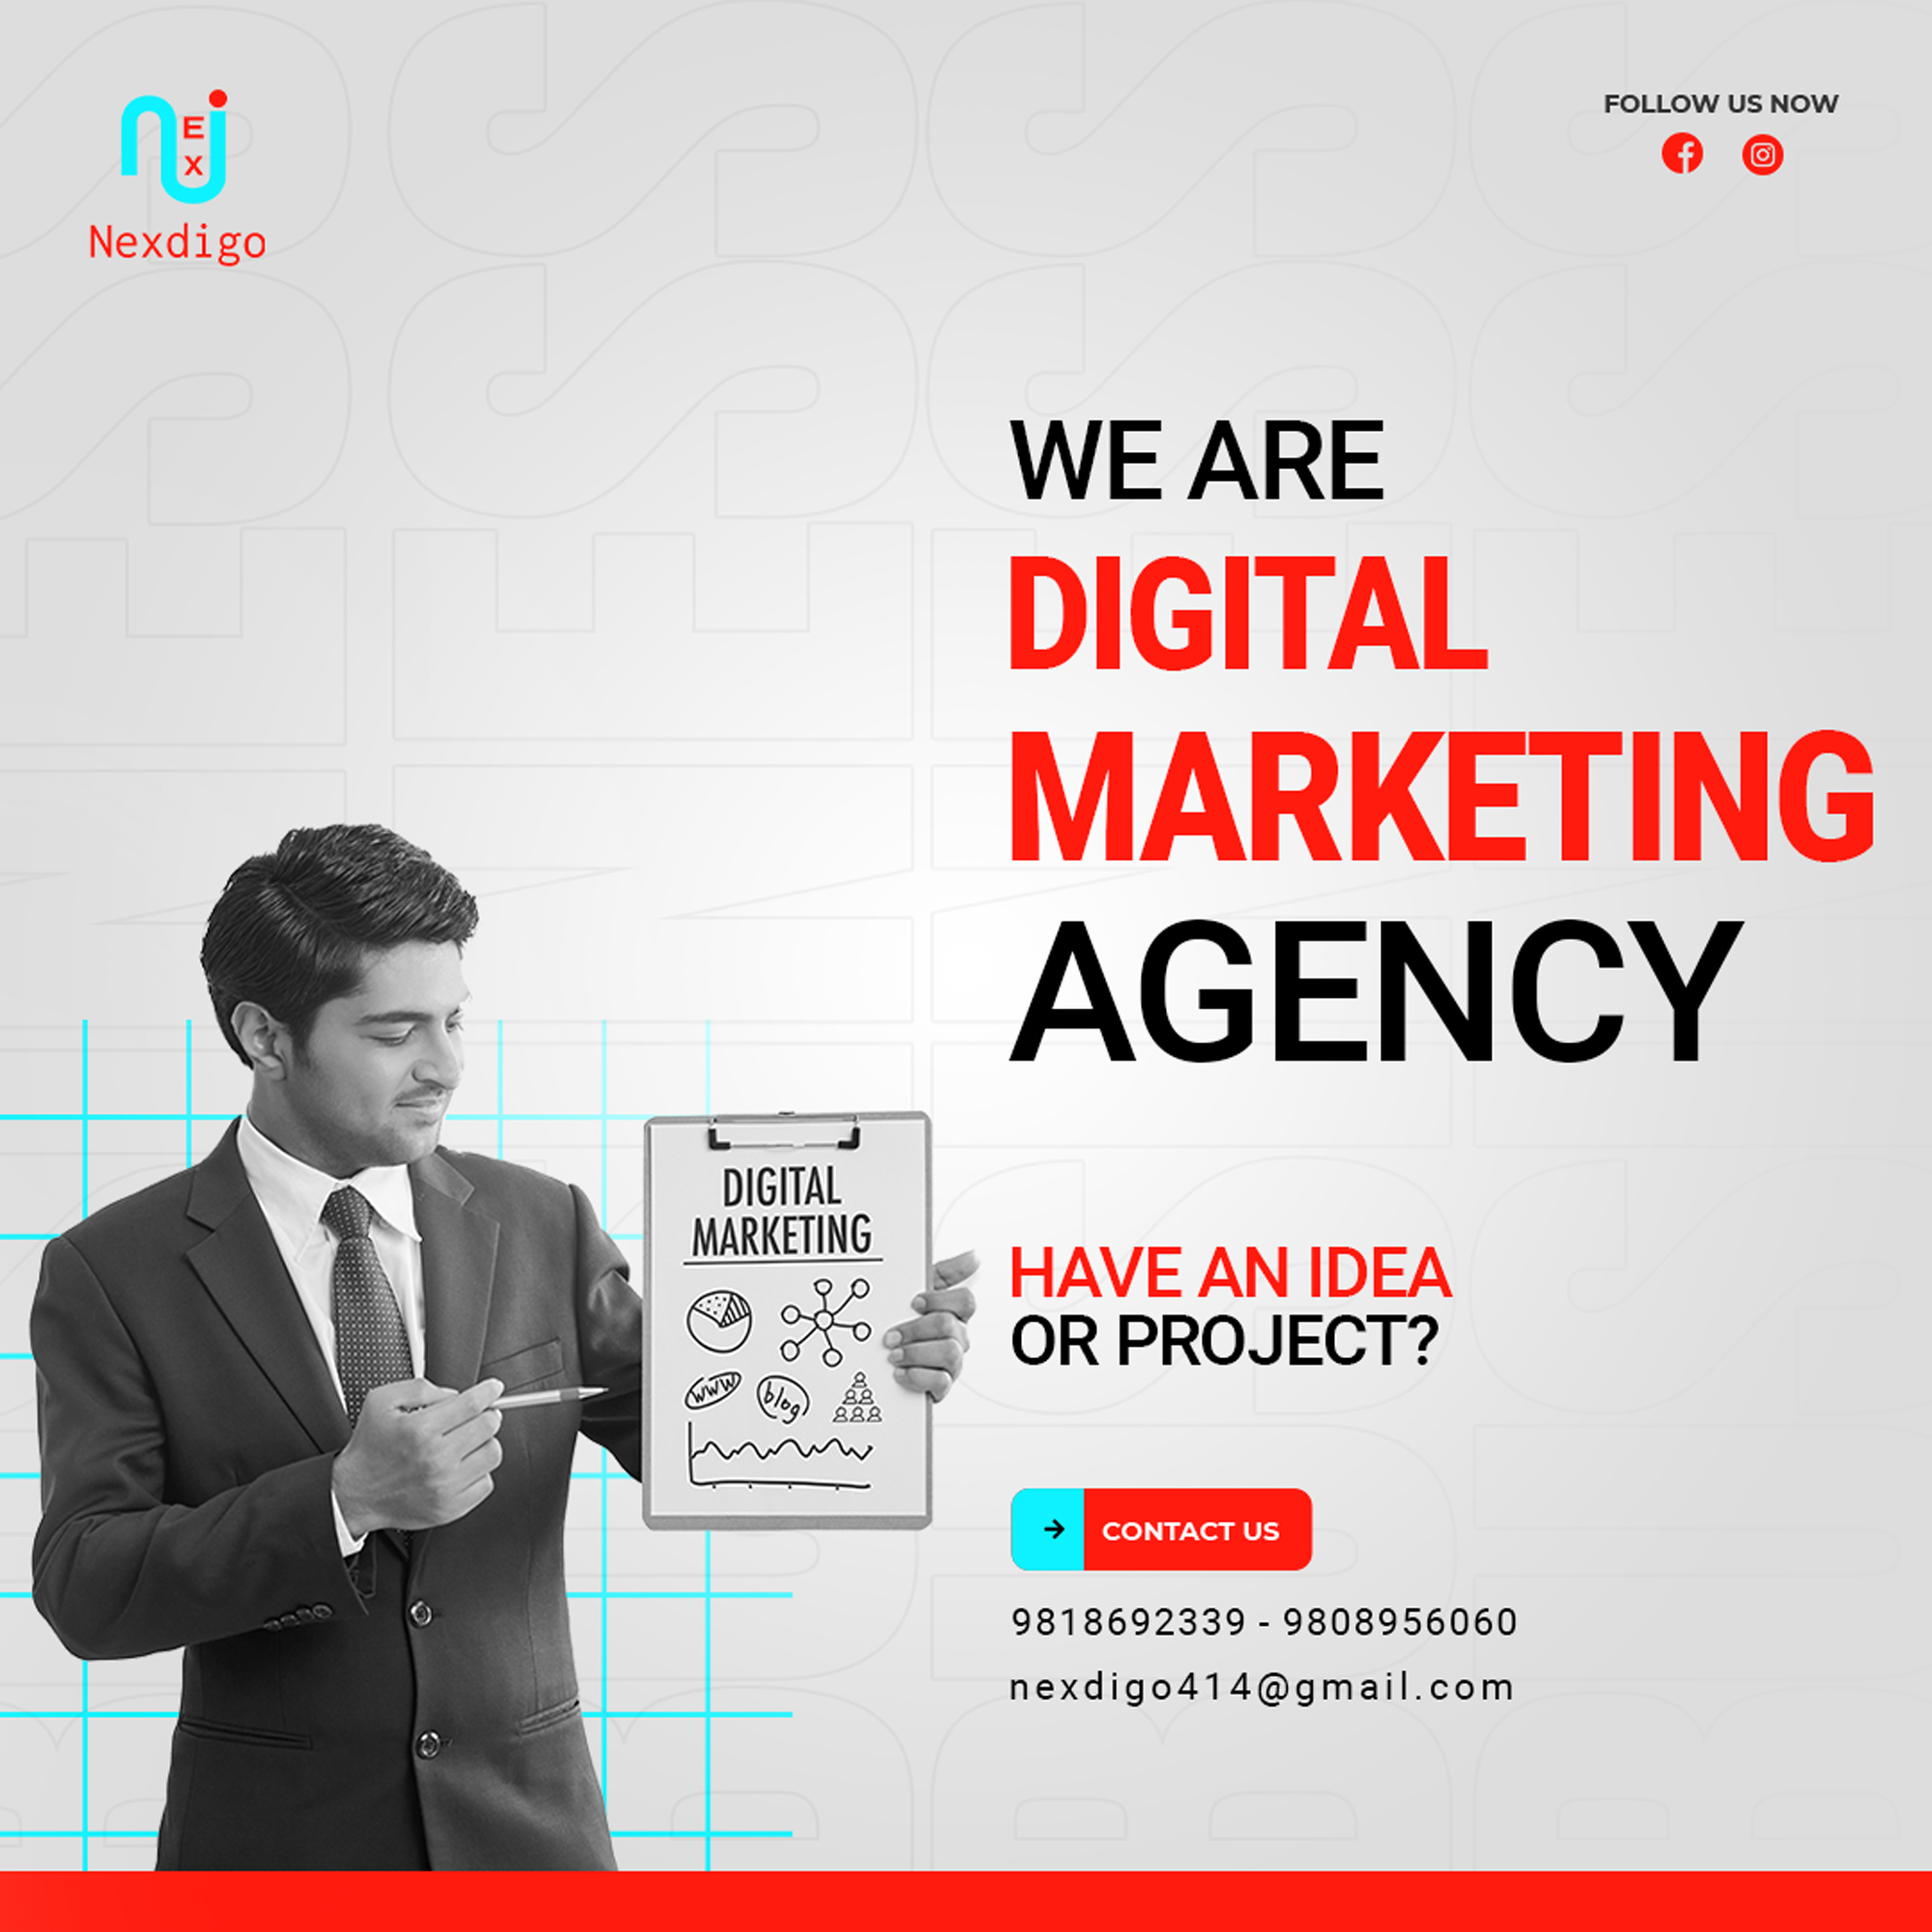 N
EX
Nexdigo
FOLLOW US NOW
WE ARE
DIGITAL
MARKETING
AGENCY
DIGITAL
MARKETING
www blog
HAVE AN IDEA
OR PROJECT?
CONTACT US
9818692339 - 9808956060
nexdigo414@gmail.com